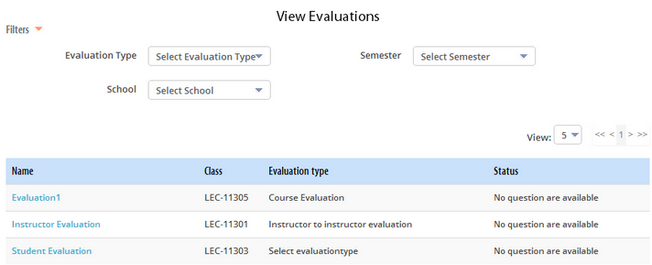 View Evaluations
Filters
Evaluation Type Select Evaluation Type Semester Select Semester
School Select School
View: 5 << < 1 > >>
Name Class Evaluation type Status
Evaluation1 LEC-11305 Course Evaluation No question are available
Instructor Evaluation LEC-11301 Instructor to instructor evaluation No question are available
Student Evaluation LEC-11303 Select evaluationtype No question are available